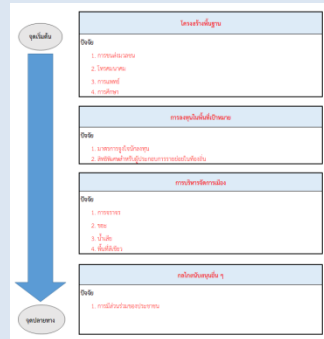 จุดเริ่มต้น
โครงสร้างพื้นฐาน
ปัจจัย
1. การขนส่งมวลชน
2. โทรคมนาคม
3. การแพทย์
4. การศึกษา
การลงทุนในพื้นที่เป้าหมาย
ปัจจัย
1. มาตรการจูงใจนักลงทุน
2. สิทธิพิเศษสำหรับผู้ประกอบการรายย่อยในท้องถิ่น
การบริหารจัดการเมือง
ปัจจัย
1. การจราจร
2. ขยะ
3. น้ำเสีย
4. พื้นที่สีเขียว
กลไกสนับสนุนอื่น ๆ
ปัจจัย
1. การมีส่วนร่วมของประชาชน
จุดปลายทาง